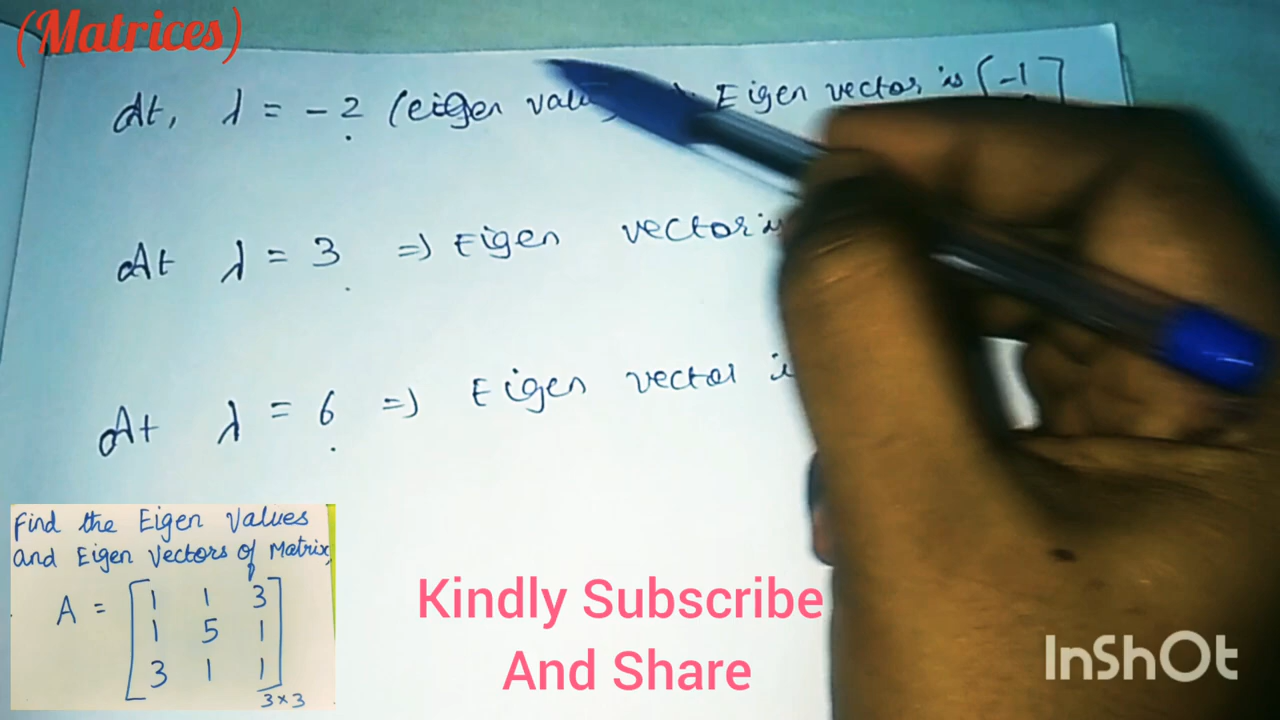 (Matrices)
At, λ = -2 (eigen Eigen vector is [-1
At λ = 3 => Eigen vector is
At λ = 6 => Eigen vector
Find the Eigen Values
and Eigen Vectors of Matrix,
A = [1 1 3
1 5 1
3 1 1]
3×3
Kindly Subscribe
And Share
InShOt